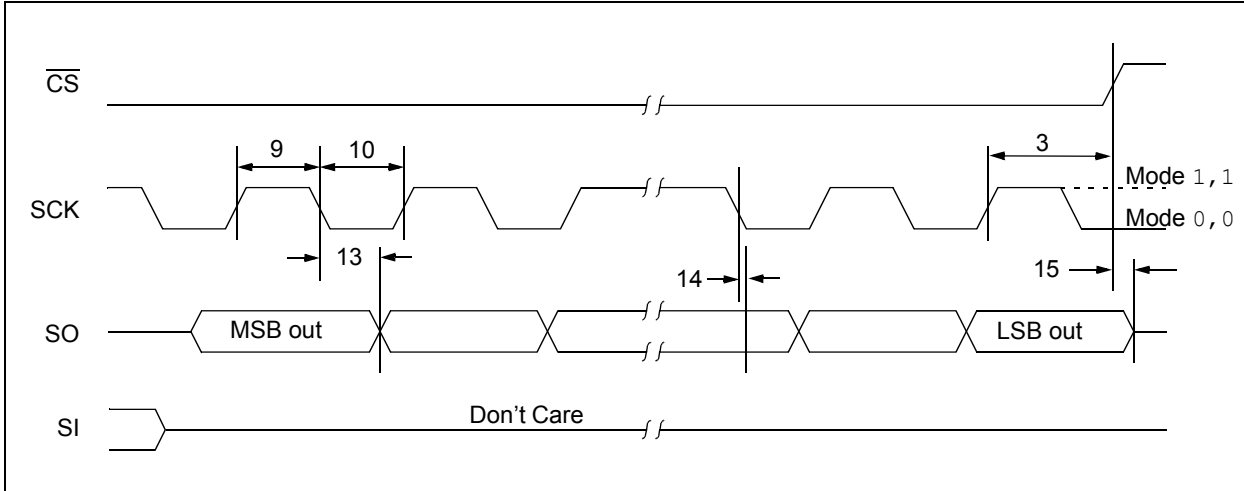 CS
9
10
3
SCK
Mode 1,1
Mode 0,0
13
14
15
SO
MSB out
LSB out
SI
Don't Care